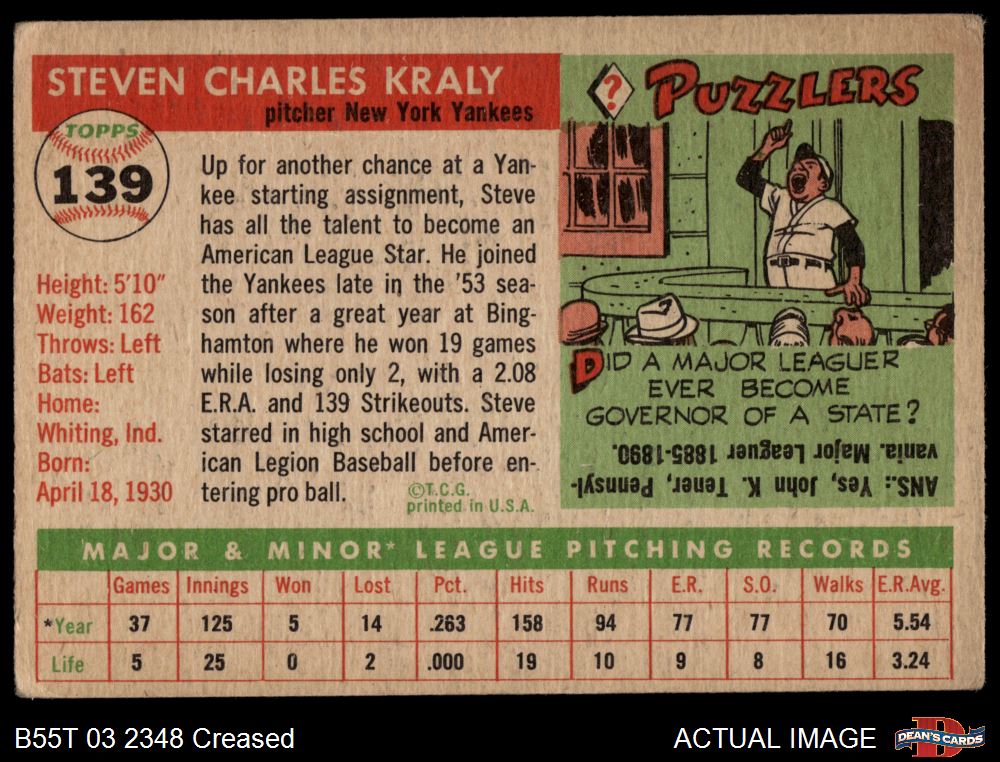 STEVEN CHARLES KRALY
pitcher New York Yankees
TOPPS
139
Height: 5'10"
Weight: 162
Throws: Left
Bats: Left
Home:
Whiting, Ind.
Born:
April 18, 1930
Up for another chance at a Yan-
kee starting assignment, Steve
has all the talent to become an
American League Star. He joined
the Yankees late in the '53 sea-
son after a great year at Bing-
hamton where he won 19 games
while losing only 2, with a 2.08
E.R.A. and 139 Strikeouts. Steve
starred in high school and Amer-
ican Legion Baseball before en-
tering pro ball.
©T.C.G.
printed in U.S.A.
? PUZZLERS
DID A MAJOR LEAGUER
EVER BECOME
GOVERNOR OF A STATE?
ANS.: Yes, John K. Tener, Pennsyl-
vania. Major Leaguer 1885-1890.
MAJOR & MINOR* LEAGUE PITCHING RECORDS
Games Innings Won Lost Pct. Hits Runs E.R. S.O. Walks E.R.Avg.
*Year 37 125 5 14 .263 158 94 77 77 70 5.54
Life 5 25 0 2 .000 19 10 9 8 16 3.24
B55T 03 2348 Creased
ACTUAL IMAGE
D
DEAN'S CARDS